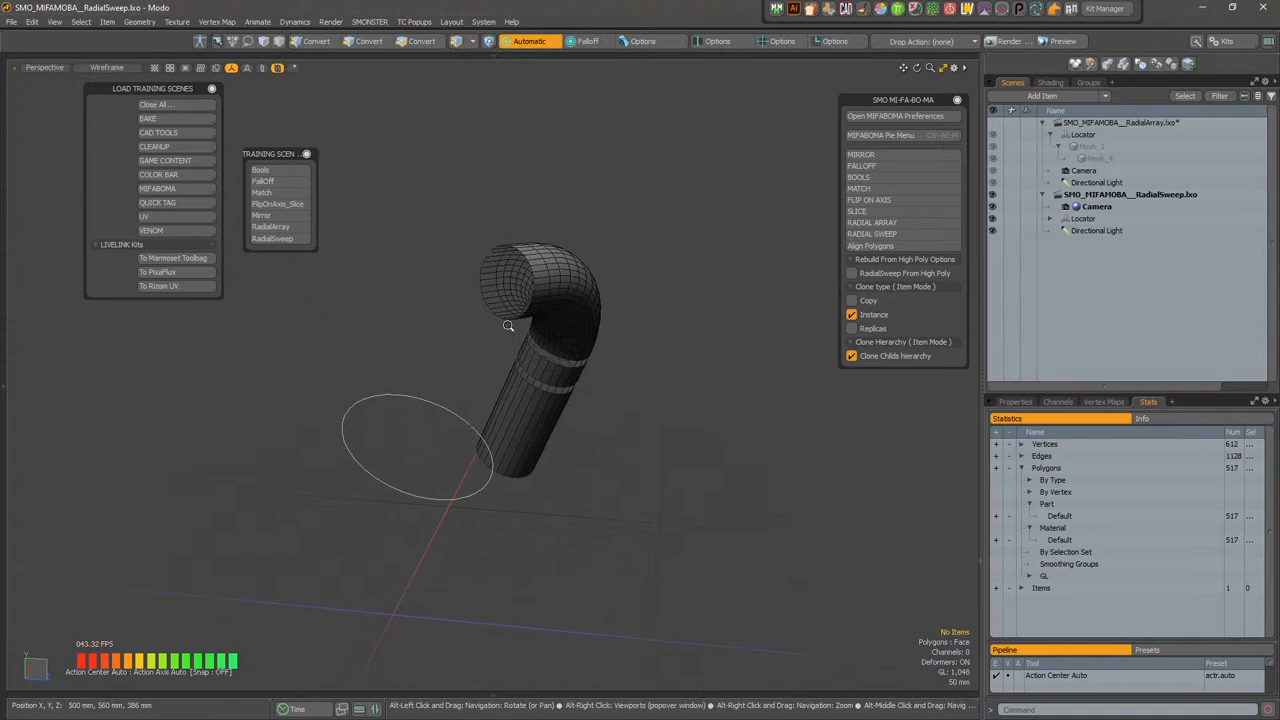 SMO_MIFAMOBA__RadialSweep.lxo - Modo
File Edit View Select Item Geometry Texture Vertex Map Animate Dynamics Render SMONSTER TC Popups Layout System Help
Kit Manager
Convert Convert Convert Automatic Falloff Options Options Options Options Drop Action: (none) Render ... Preview Kits
Perspective Wireframe
LOAD TRAINING SCENES
Close All ...
BAKE
CAD TOOLS
CLEANUP
GAME CONTENT
COLOR BAR
MIFABOMA
QUICK TAG
UV
VENOM
LIVELINK Kits
To Marmoset Toolbag
To PixaFlux
To Rizom UV
TRAINING SCEN ...
Bools
FallOff
Match
FlipOnAxis_Slice
Mirror
RadialArray
RadialSweep
SMO MI-FA-BO-MA
Open MIFABOMA Preferences
MIFABOMA Pie Menu Ctrl-Alt-M
MIRROR
FALLOFF
BOOLS
MATCH
FLIP ON AXIS
SLICE
RADIAL ARRAY
RADIAL SWEEP
Align Polygons
Rebuild From High Poly Options
RadialSweep From High Poly
Clone type ( Item Mode )
Copy
Instance
Replicas
Clone Hierarchy ( Item Mode )
Clone Childs hierarchy
Scenes Shading Groups +
Add Item Select Filter
Name
SMO_MIFAMOBA__RadialArray.lxo*
Locator
Mesh_3
Mesh_4
Camera
Directional Light
SMO_MIFAMOBA__RadialSweep.lxo
Camera
Locator
Directional Light
Properties Channels Vertex Maps Stats +
Statistics Info
+ - Name Num Sel
+ - Vertices 612 ...
+ - Edges 1128 ...
+ - Polygons 517 ...
By Type
By Vertex
Part
+ - Default 517 ...
Material
+ - Default 517 ...
By Selection Set
Smoothing Groups
GL
+ - Items 1 0
Pipeline Presets
E V A Tool Preset
Action Center Auto actr.auto
Command
043.32 FPS
Action Center Auto : Action Axis Auto [Snap : OFF]
No Items
Polygons : Face
Channels: 0
Deformers: ON
GL: 1,048
50 mm
Position X, Y, Z: 500 mm, 560 mm, 386 mm Time Alt-Left Click and Drag: Navigation: Rotate (or Pan) ● Alt-Right Click: Viewports (popover window) ● Alt-Right Click and Drag: Navigation: Zoom ● Alt-Middle Click and Drag: Navig ...